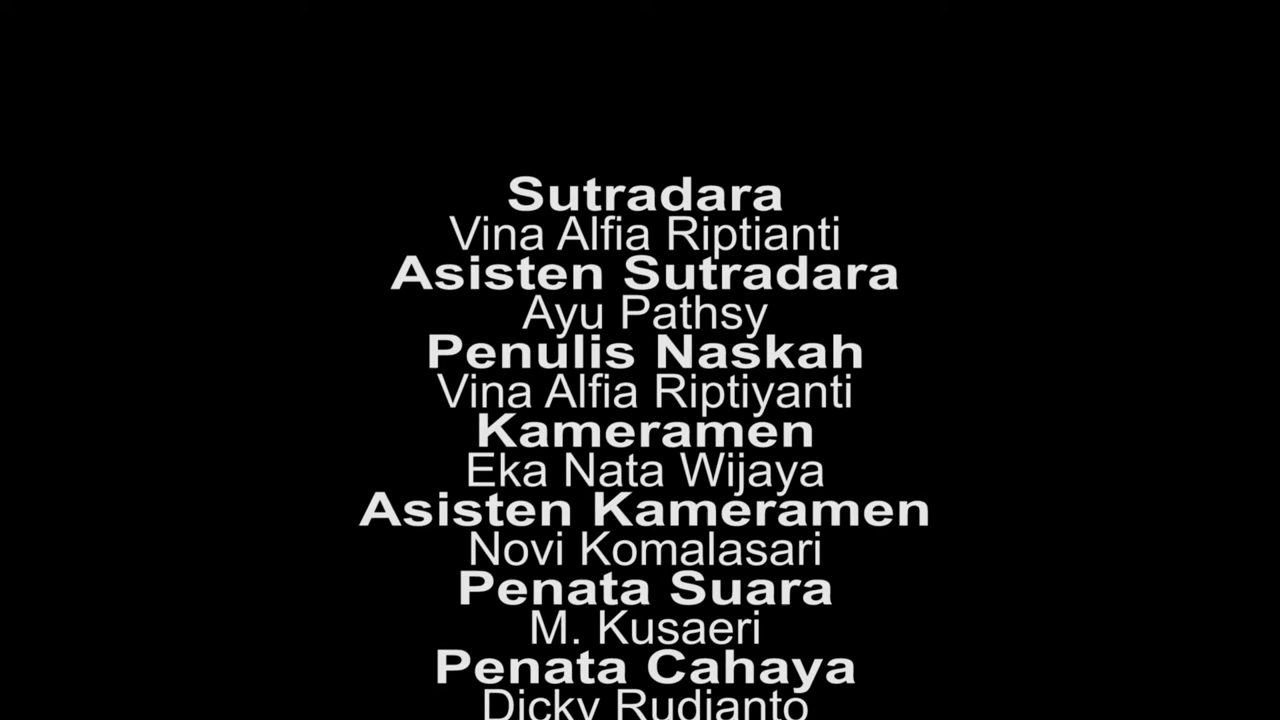 Sutradara
Vina Alfia Riptianti
Asisten Sutradara
Ayu Pathsy
Penulis Naskah
Vina Alfia Riptiyanti
Kameramen
Eka Nata Wijaya
Asisten Kameramen
Novi Komalasari
Penata Suara
M. Kusaeri
Penata Cahaya
Dicky Rudianto